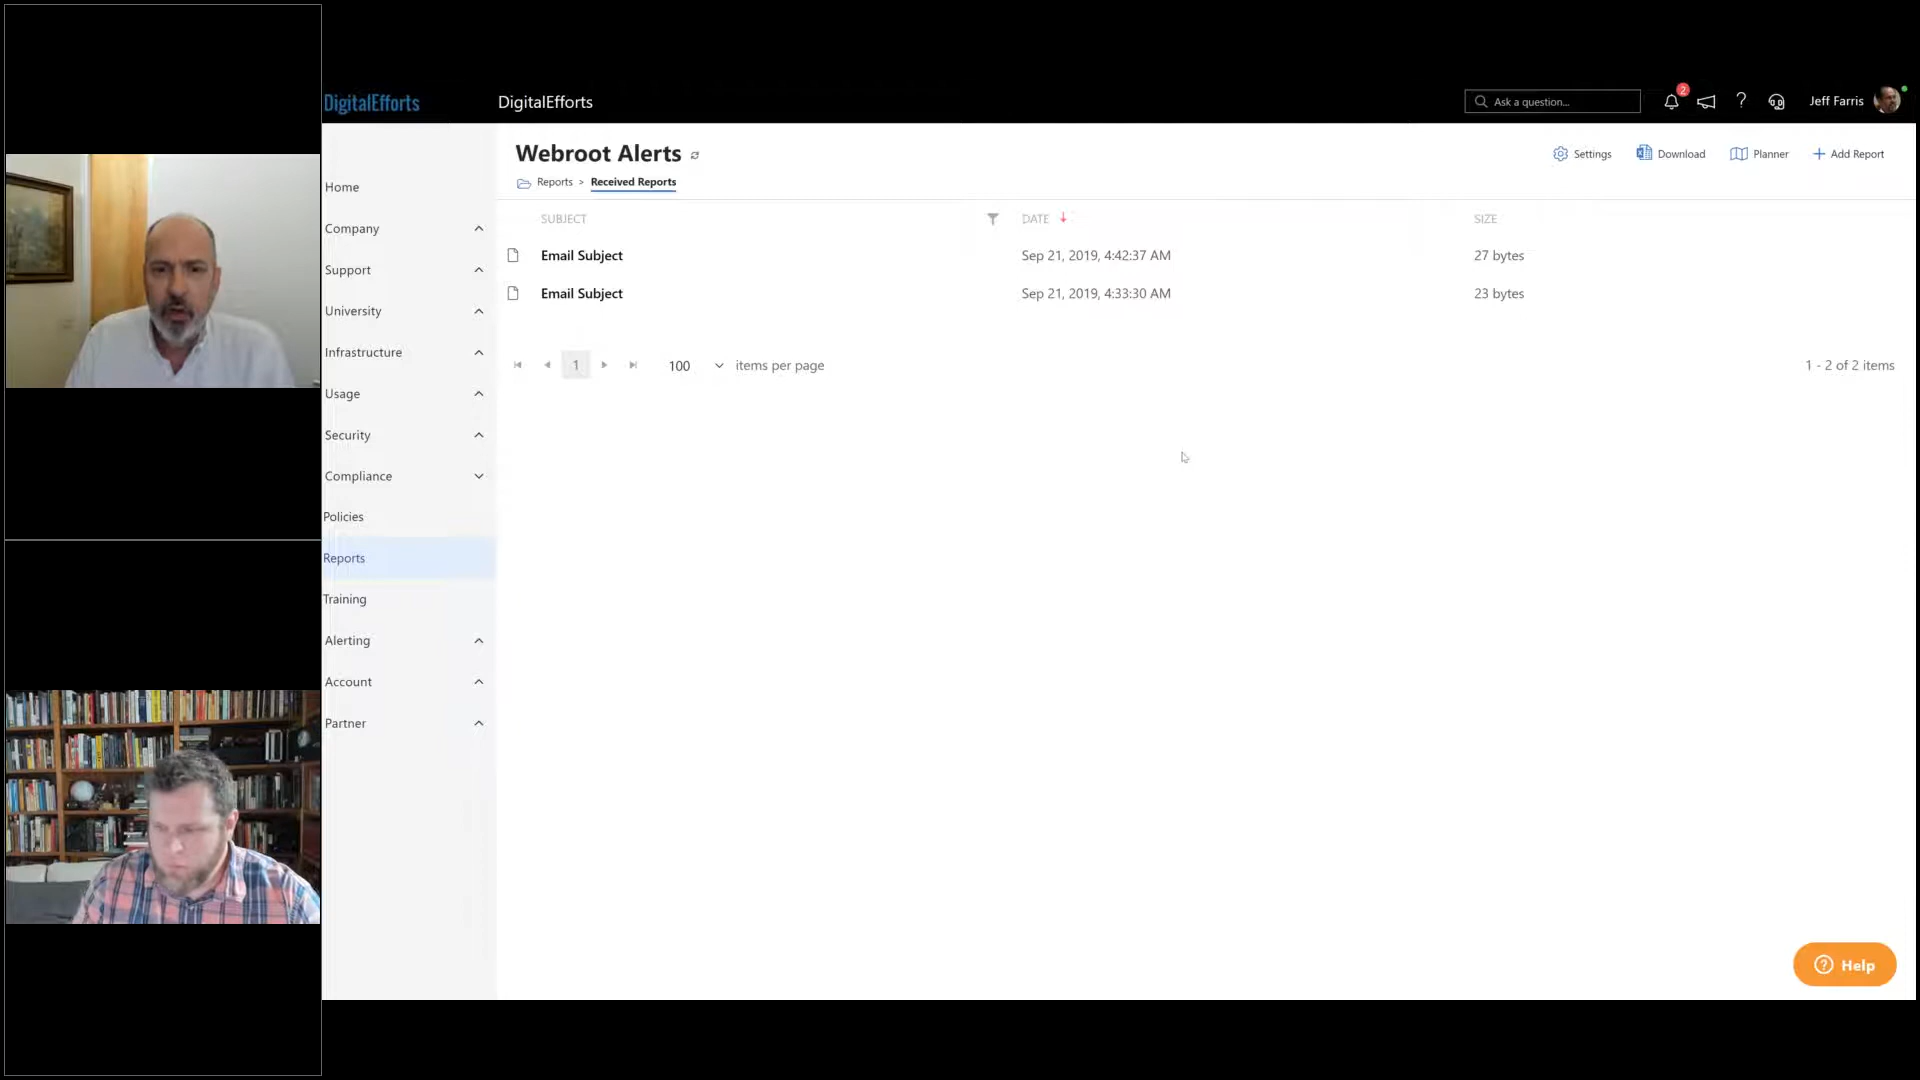 DigitalEfforts
DigitalEfforts
Ask a question...
2
?
Jeff Farris
Home
Company
Support
University
Infrastructure
Usage
Security
Compliance
Policies
Reports
Training
Alerting
Account
Partner
Webroot Alerts
Settings
Download
Planner
+ Add Report
Reports > Received Reports
SUBJECT DATE SIZE
Email Subject Sep 21, 2019, 4:42:37 AM 27 bytes
Email Subject Sep 21, 2019, 4:33:30 AM 23 bytes
1 100 items per page 1 - 2 of 2 items
? Help